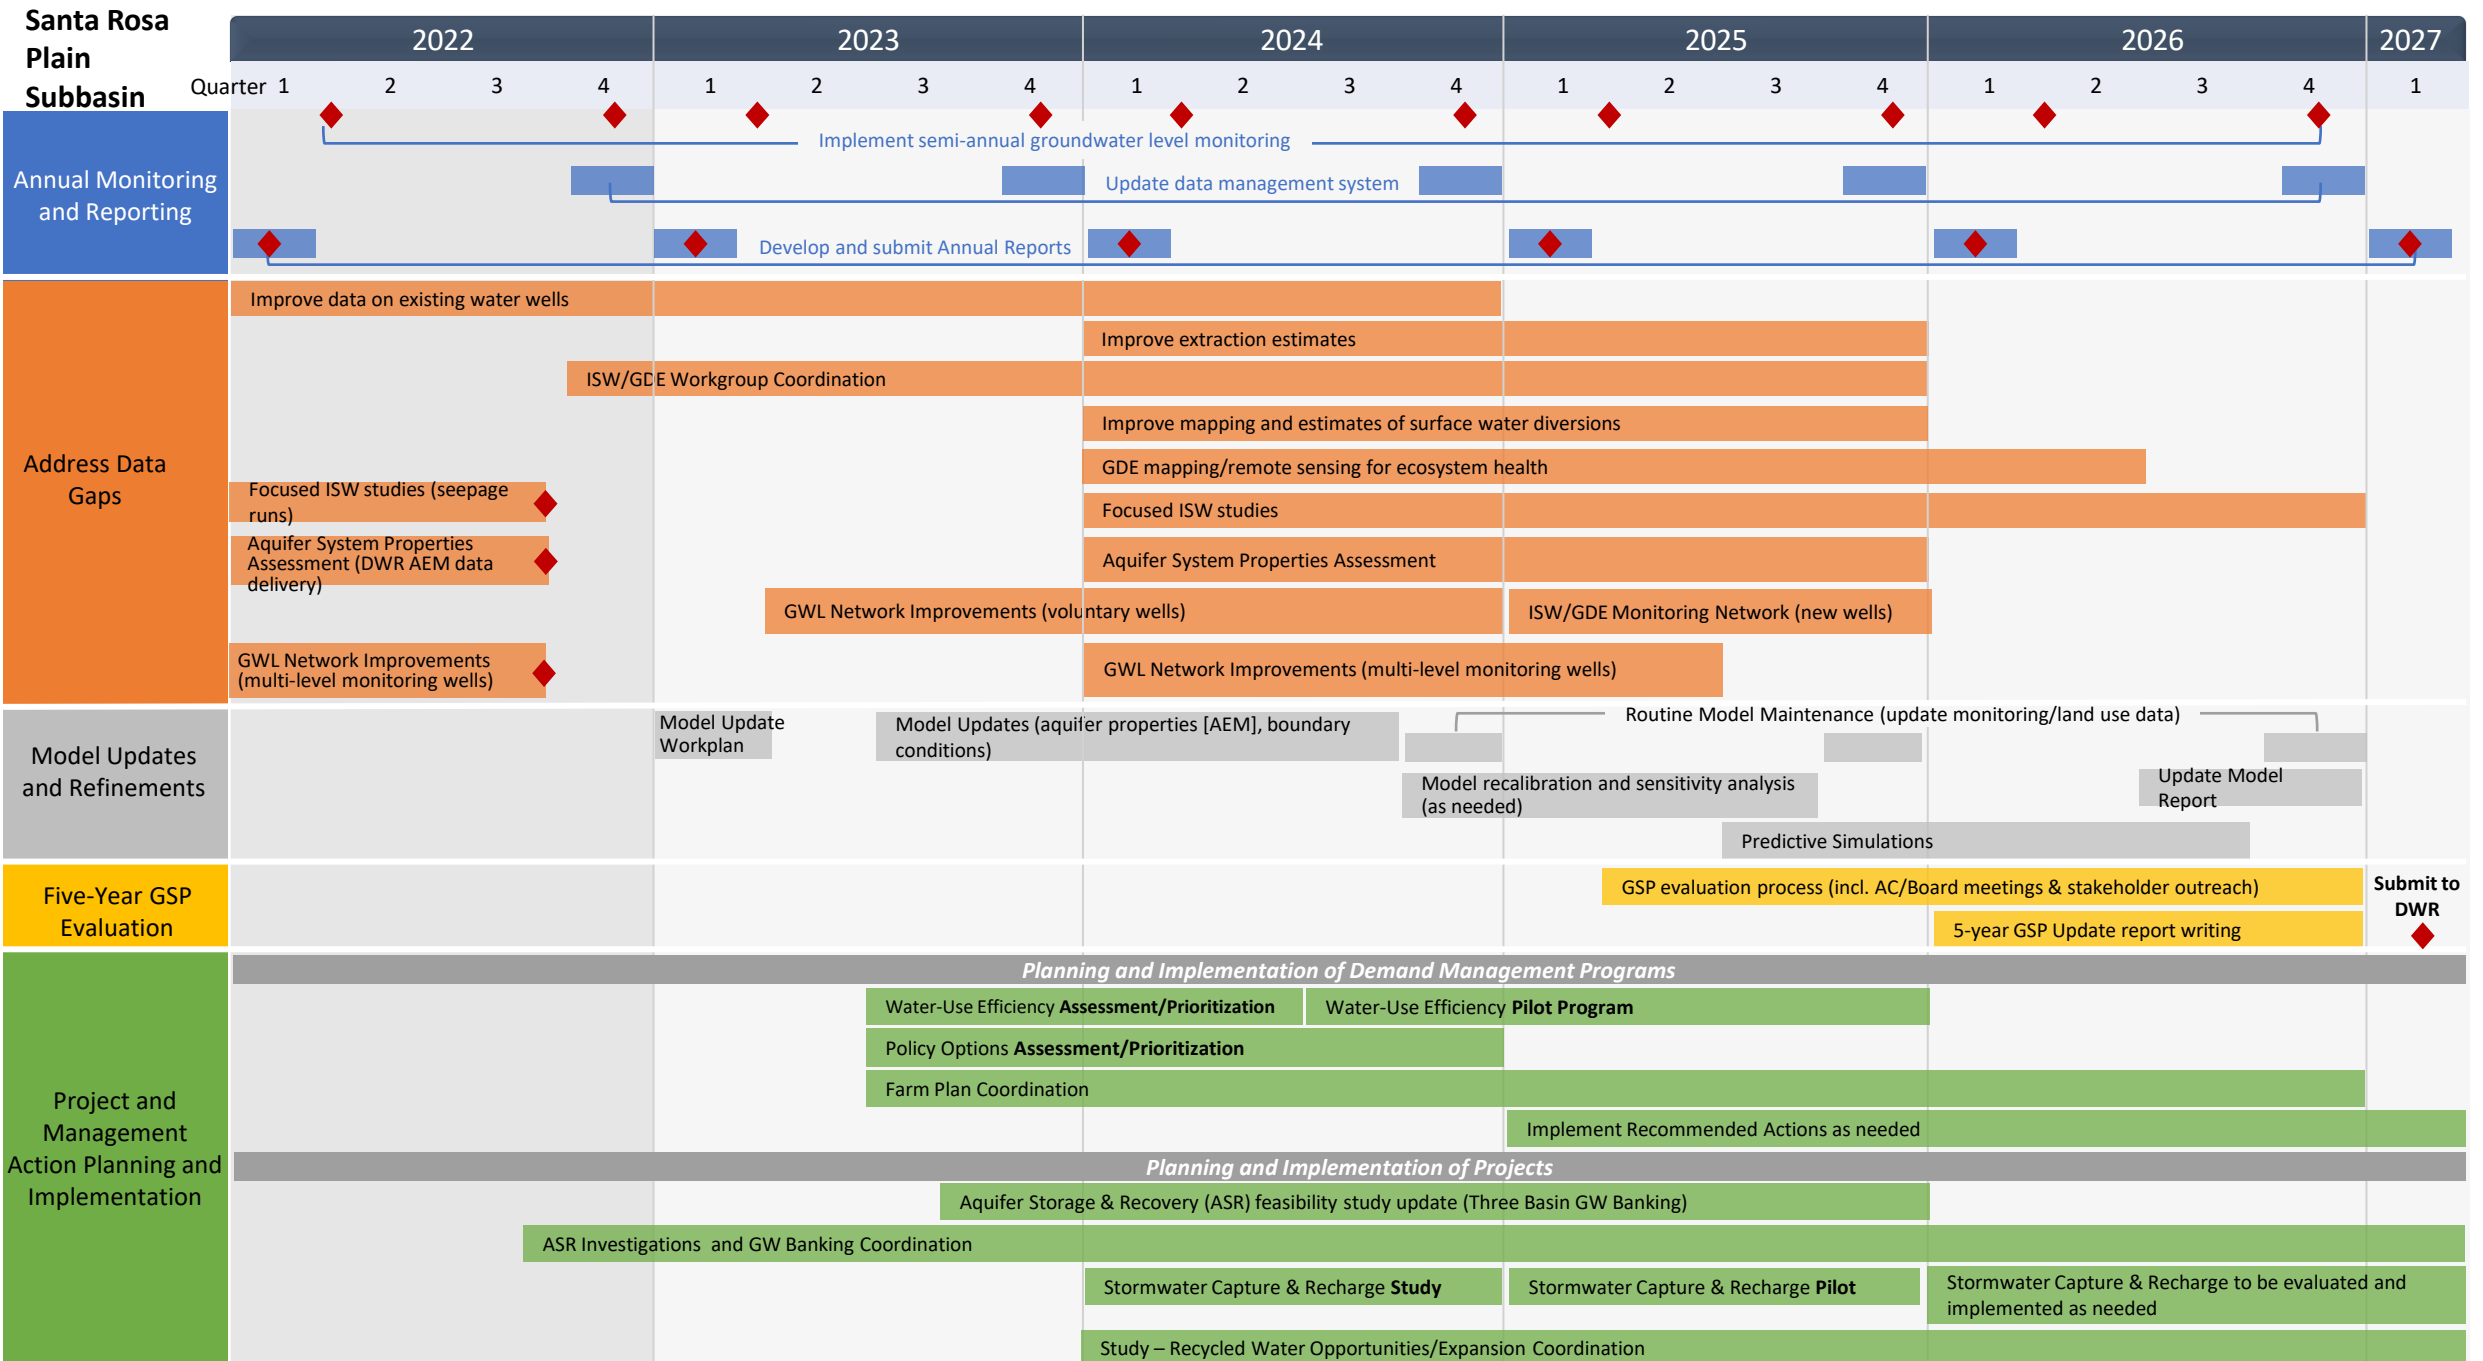 Santa Rosa
Plain
Subbasin
2022 2023 2024 2025 2026 2027
Quarter 1 2 3 4 1 2 3 4 1 2 3 4 1 2 3 4 1 2 3 4 1
Annual Monitoring
and Reporting
Implement semi-annual groundwater level monitoring
Update data management system
Develop and submit Annual Reports
Address Data
Gaps
Improve data on existing water wells
Improve extraction estimates
ISW/GDE Workgroup Coordination
Improve mapping and estimates of surface water diversions
GDE mapping/remote sensing for ecosystem health
Focused ISW studies (seepage
runs)
Focused ISW studies
Aquifer System Properties
Assessment (DWR AEM data
delivery)
Aquifer System Properties Assessment
GWL Network Improvements (voluntary wells)
ISW/GDE Monitoring Network (new wells)
GWL Network Improvements
(multi-level monitoring wells)
GWL Network Improvements (multi-level monitoring wells)
Model Updates
and Refinements
Model Update
Workplan
Model Updates (aquifer properties [AEM], boundary
conditions)
Routine Model Maintenance (update monitoring/land use data)
Model recalibration and sensitivity analysis
(as needed)
Update Model
Report
Predictive Simulations
Five-Year GSP
Evaluation
GSP evaluation process (incl. AC/Board meetings & stakeholder outreach)
5-year GSP Update report writing
Submit to
DWR
Project and
Management
Action Planning and
Implementation
Planning and Implementation of Demand Management Programs
Water-Use Efficiency Assessment/Prioritization
Water-Use Efficiency Pilot Program
Policy Options Assessment/Prioritization
Farm Plan Coordination
Implement Recommended Actions as needed
Planning and Implementation of Projects
Aquifer Storage & Recovery (ASR) feasibility study update (Three Basin GW Banking)
ASR Investigations and GW Banking Coordination
Stormwater Capture & Recharge Study
Stormwater Capture & Recharge Pilot
Stormwater Capture & Recharge to be evaluated and
implemented as needed
Study – Recycled Water Opportunities/Expansion Coordination